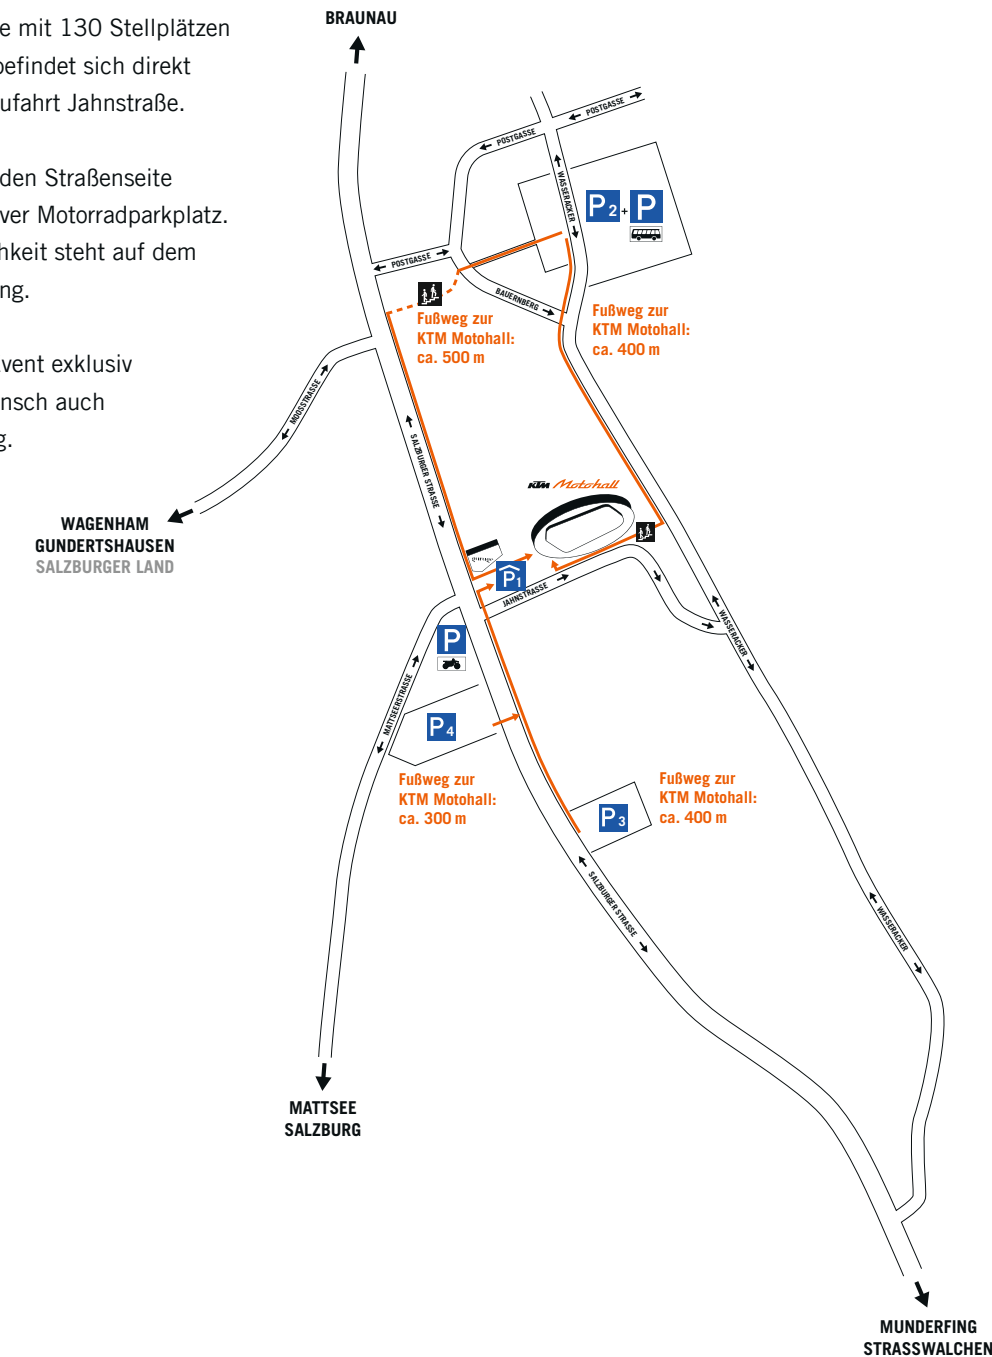 e mit 130 Stellplätzen
befindet sich direkt
ufahrt Jahnstraße.
den Straßenseite
ver Motorradparkplatz.
hkeit steht auf dem
ng.
vent exklusiv
nsch auch
g.
BRAUNAU
POSTGASSE
POSTGASSE
WASSERACKER
P2 + P
POSTGASSE
BAUERNBERG
Fußweg zur
KTM Motohall:
ca. 500 m
Fußweg zur
KTM Motohall:
ca. 400 m
MOOSSTRASSE
SALZBURGER STRASSE
KTM Motohall
WAGENHAM
GUNDERTSHAUSEN
SALZBURGER LAND
P1
JAHNSTRASSE
WASSERACKER
P
MATTSEERSTRASSE
P4
Fußweg zur
KTM Motohall:
ca. 300 m
Fußweg zur
KTM Motohall:
ca. 400 m
P3
SALZBURGER STRASSE
WASSERACKER
MATTSEE
SALZBURG
MUNDERFING
STRASSWALCHEN